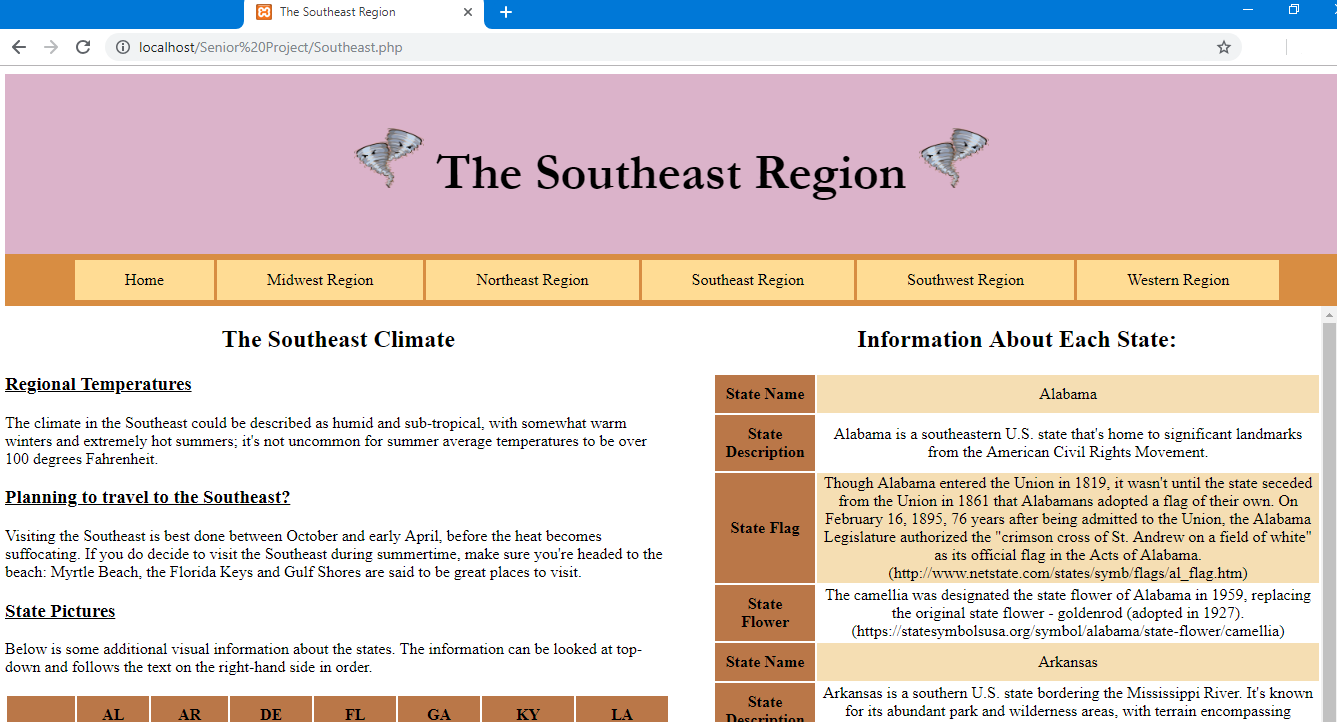 The Southeast Region
localhost/Senior%20Project/Southeast.php
The Southeast Region
Home
Midwest Region
Northeast Region
Southeast Region
Southwest Region
Western Region
The Southeast Climate
Regional Temperatures
The climate in the Southeast could be described as humid and sub-tropical, with somewhat warm
winters and extremely hot summers; it's not uncommon for summer average temperatures to be over
100 degrees Fahrenheit.
Planning to travel to the Southeast?
Visiting the Southeast is best done between October and early April, before the heat becomes
suffocating. If you do decide to visit the Southeast during summertime, make sure you're headed to the
beach: Myrtle Beach, the Florida Keys and Gulf Shores are said to be great places to visit.
State Pictures
Below is some additional visual information about the states. The information can be looked at top-
down and follows the text on the right-hand side in order.
AL AR DE FL GA KY LA
Information About Each State:
State Name
Alabama
State
Description
Alabama is a southeastern U.S. state that's home to significant landmarks
from the American Civil Rights Movement.
State Flag
Though Alabama entered the Union in 1819, it wasn't until the state seceded
from the Union in 1861 that Alabamans adopted a flag of their own. On
February 16, 1895, 76 years after being admitted to the Union, the Alabama
Legislature authorized the "crimson cross of St. Andrew on a field of white"
as its official flag in the Acts of Alabama.
(http://www.netstate.com/states/symb/flags/al_flag.htm)
State
Flower
The camellia was designated the state flower of Alabama in 1959, replacing
the original state flower - goldenrod (adopted in 1927).
(https://statesymbolsusa.org/symbol/alabama/state-flower/camellia)
State Name
Arkansas
State
Description
Arkansas is a southern U.S. state bordering the Mississippi River. It's known
for its abundant park and wilderness areas, with terrain encompassing